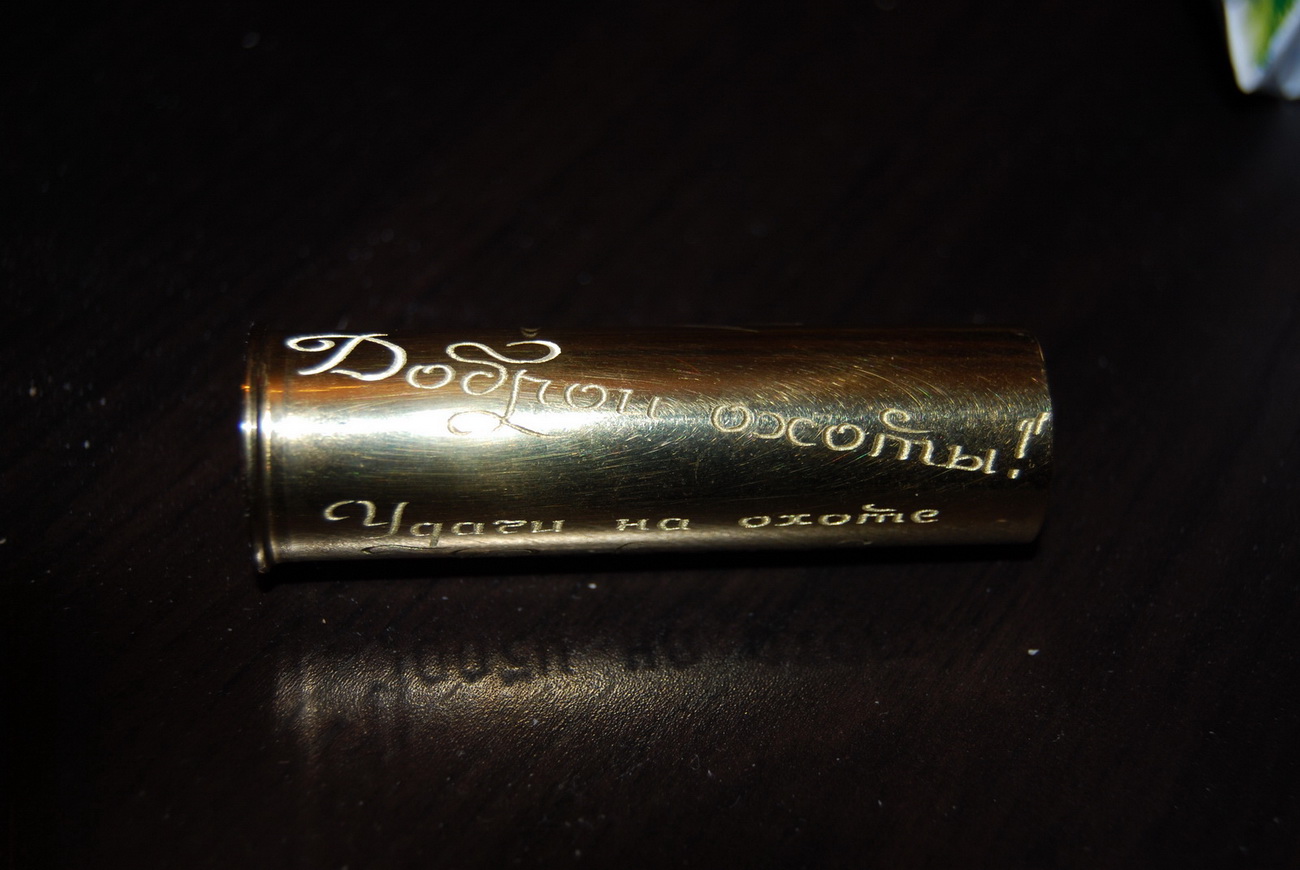 Доброй охоты!
Удачи на охоте